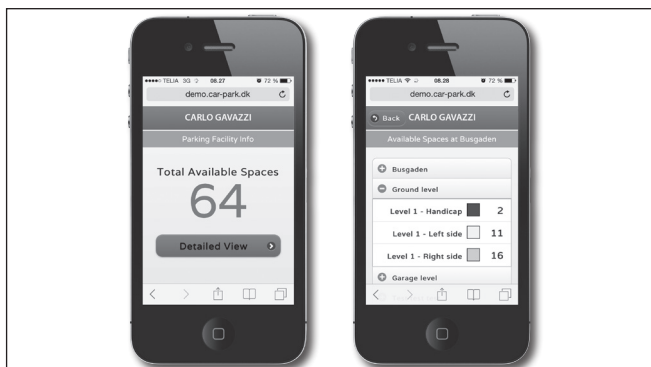 TELIA 3G 08.27 72 %
demo.car-park.dk
CARLO GAVAZZI
Parking Facility Info
Total Available Spaces
64
Detailed View
TELIA 08.28 72 %
demo.car-park.dk
Back CARLO GAVAZZI
Available Spaces at Busgaden
Busgaden
Ground level
Level 1 - Handicap 2
Level 1 - Left side 11
Level 1 - Right side 16
Garage level